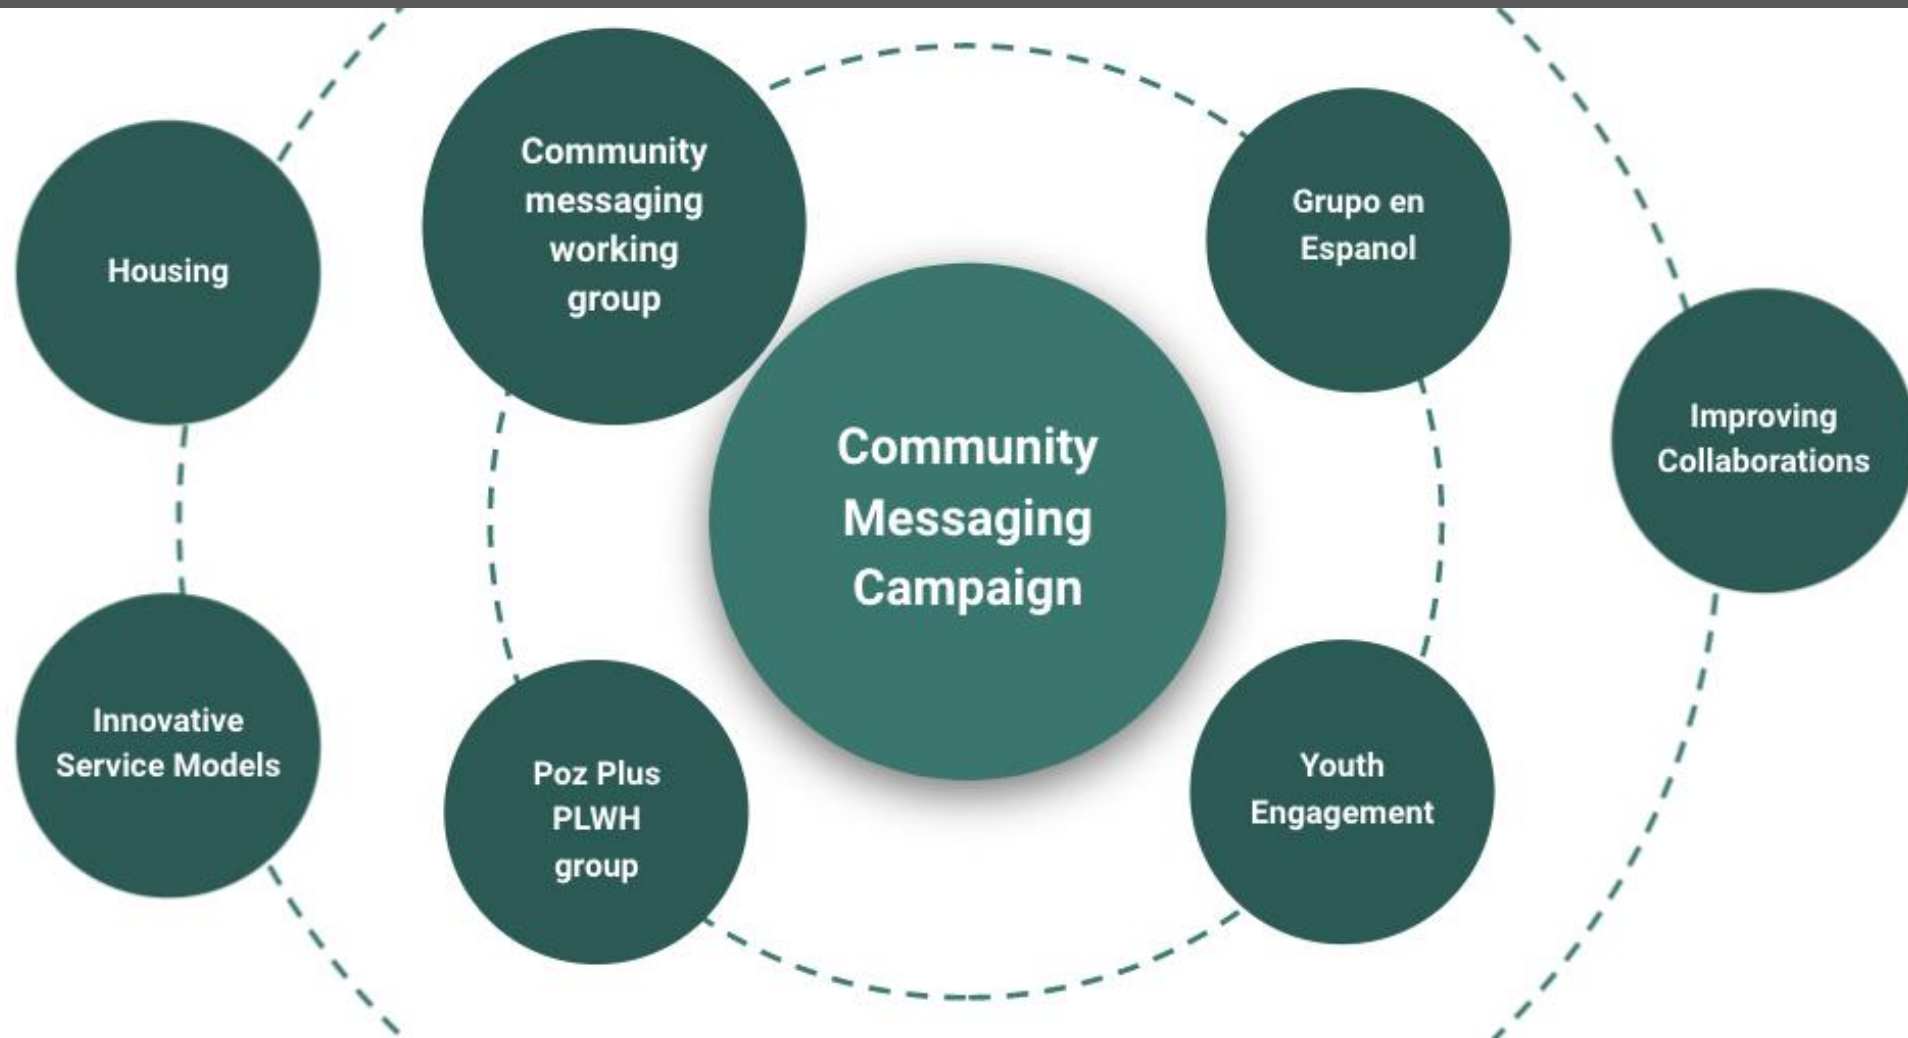 Community
messaging
working
group
Grupo en
Espanol
Housing
Improving
Collaborations
Community
Messaging
Campaign
Innovative
Service Models
Poz Plus
PLWH
group
Youth
Engagement